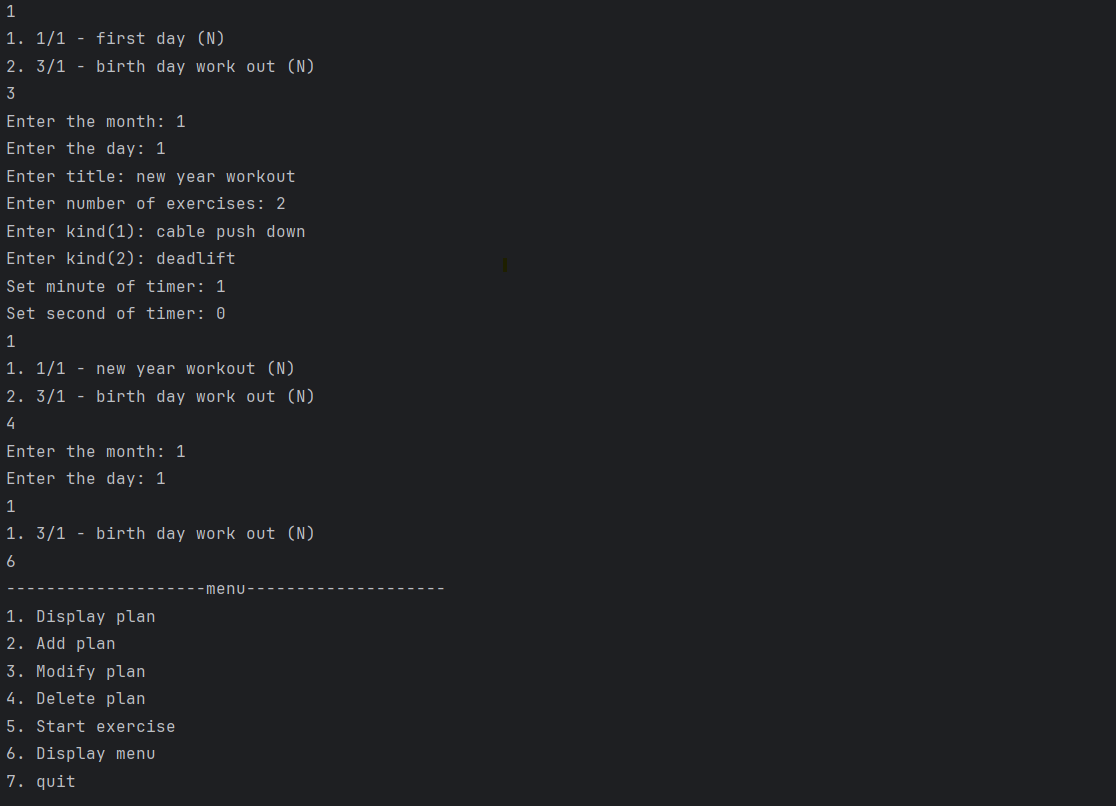 1
1. 1/1 - first day (N)
2. 3/1 - birth day work out (N)
3
Enter the month: 1
Enter the day: 1
Enter title: new year workout
Enter number of exercises: 2
Enter kind(1): cable push down
Enter kind(2): deadlift
Set minute of timer: 1
Set second of timer: 0
1
1. 1/1 - new year workout (N)
2. 3/1 - birth day work out (N)
4
Enter the month: 1
Enter the day: 1
1
1. 3/1 - birth day work out (N)
6
--------------------menu--------------------
1. Display plan
2. Add plan
3. Modify plan
4. Delete plan
5. Start exercise
6. Display menu
7. quit